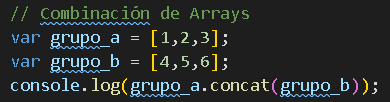 // Combinación de Arrays
var grupo_a = [1,2,3];
var grupo_b = [4,5,6];
console.log(grupo_a.concat(grupo_b));